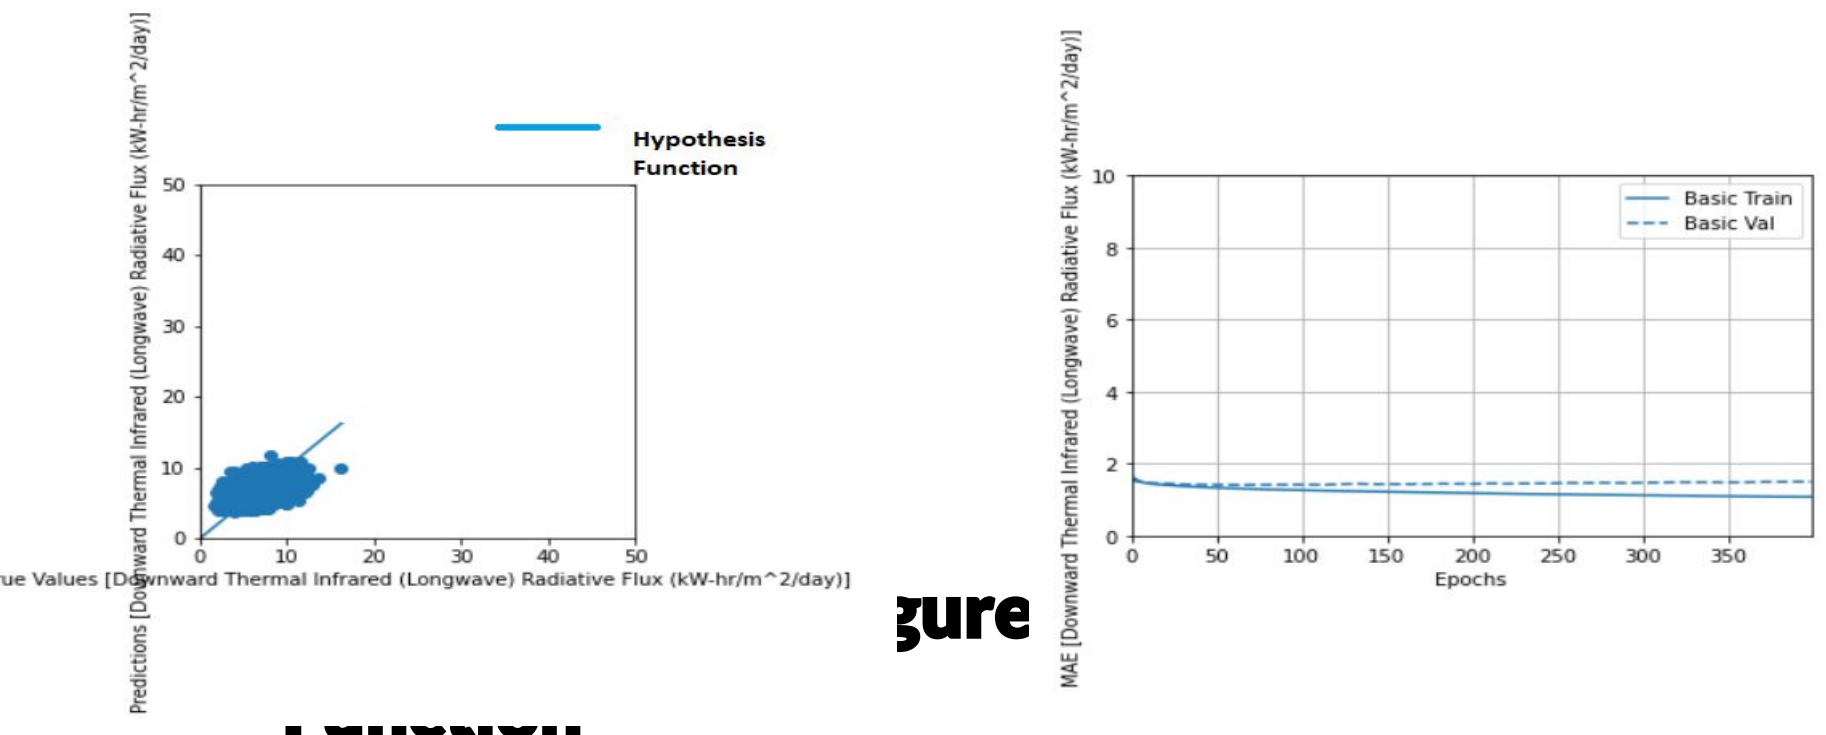 Predictions [Downward Thermal Infrared (Longwave) Radiative Flux (kW-hr/m^2/day)]
Hypothesis
Function
50
40
30
20
10
0
0 10 20 30 40 50
rue Values [Downward Thermal Infrared (Longwave) Radiative Flux (kW-hr/m^2/day)]
gure
Function
MAE [Downward Thermal Infrared (Longwave) Radiative Flux (kW-hr/m^2/day)]
10
8
6
4
2
0
Basic Train
Basic Val
0 50 100 150 200 250 300 350
Epochs